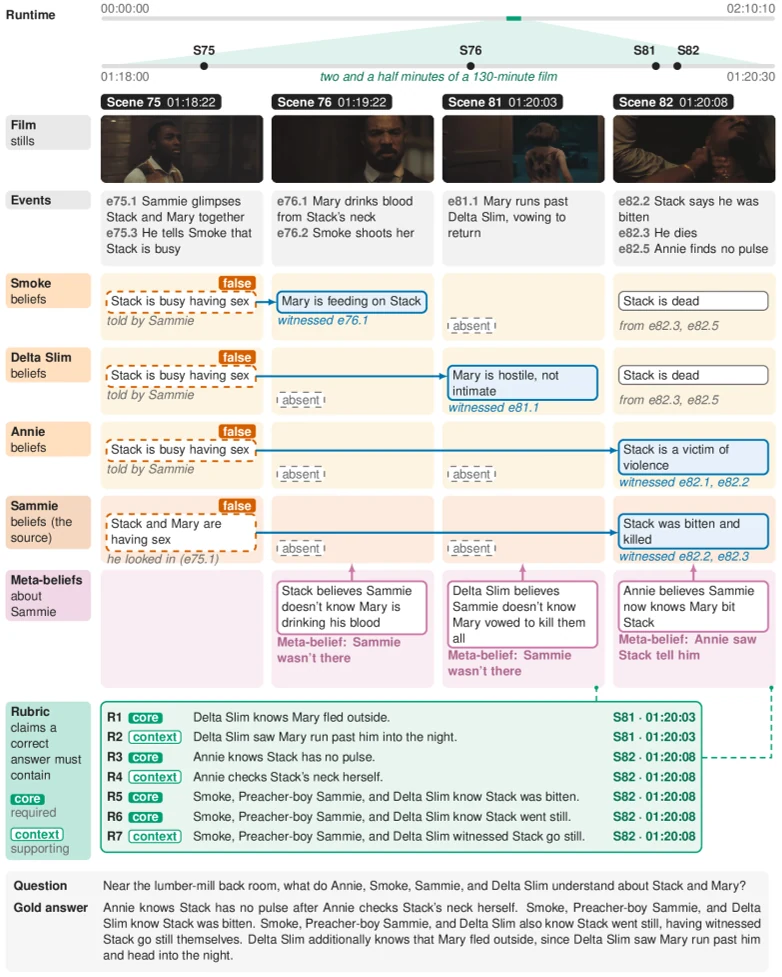 Runtime
00:00:00
02:10:10
S75
S76
S81
S82
01:18:00
two and a half minutes of a 130-minute film
01:20:30
Scene 75 01:18:22
Scene 76 01:19:22
Scene 81 01:20:03
Scene 82 01:20:08
Film
stills
Events
e75.1 Sammie glimpses
Stack and Mary together
e75.3 He tells Smoke that
Stack is busy
e76.1 Mary drinks blood
from Stack's neck
e76.2 Smoke shoots her
e81.1 Mary runs past
Delta Slim, vowing to
return
e82.2 Stack says he was
bitten
e82.3 He dies
e82.5 Annie finds no pulse
Smoke
beliefs
false
Stack is busy having sex
told by Sammie
Mary is feeding on Stack
witnessed e76.1
absent
Stack is dead
from e82.3, e82.5
Delta Slim
beliefs
false
Stack is busy having sex
told by Sammie
absent
Mary is hostile, not
intimate
witnessed e81.1
Stack is dead
from e82.3, e82.5
Annie
beliefs
false
Stack is busy having sex
told by Sammie
absent
absent
Stack is a victim of
violence
witnessed e82.1, e82.2
Sammie
beliefs (the
source)
false
Stack and Mary are
having sex
he looked in (e75.1)
absent
absent
Stack was bitten and
killed
witnessed e82.2, e82.3
Meta-beliefs
about
Sammie
Stack believes Sammie
doesn't know Mary is
drinking his blood
Meta-belief: Sammie
wasn't there
Delta Slim believes
Sammie doesn't know
Mary vowed to kill them
all
Meta-belief: Sammie
wasn't there
Annie believes Sammie
now knows Mary bit
Stack
Meta-belief: Annie saw
Stack tell him
Rubric
claims a
correct
answer must
contain
core
required
context
supporting
R1 core Delta Slim knows Mary fled outside. S81 · 01:20:03
R2 context Delta Slim saw Mary run past him into the night. S81 · 01:20:03
R3 core Annie knows Stack has no pulse. S82 · 01:20:08
R4 context Annie checks Stack's neck herself. S82 · 01:20:08
R5 core Smoke, Preacher-boy Sammie, and Delta Slim know Stack was bitten. S82 · 01:20:08
R6 core Smoke, Preacher-boy Sammie, and Delta Slim know Stack went still. S82 · 01:20:08
R7 context Smoke, Preacher-boy Sammie, and Delta Slim witnessed Stack go still. S82 · 01:20:08
Question Near the lumber-mill back room, what do Annie, Smoke, Sammie, and Delta Slim understand about Stack and Mary?
Gold answer Annie knows Stack has no pulse after Annie checks Stack's neck herself. Smoke, Preacher-boy Sammie, and Delta
Slim know Stack was bitten. Smoke, Preacher-boy Sammie, and Delta Slim also know Stack went still, having witnessed
Stack go still themselves. Delta Slim additionally knows that Mary fled outside, since Delta Slim saw Mary run past him
and head into the night.